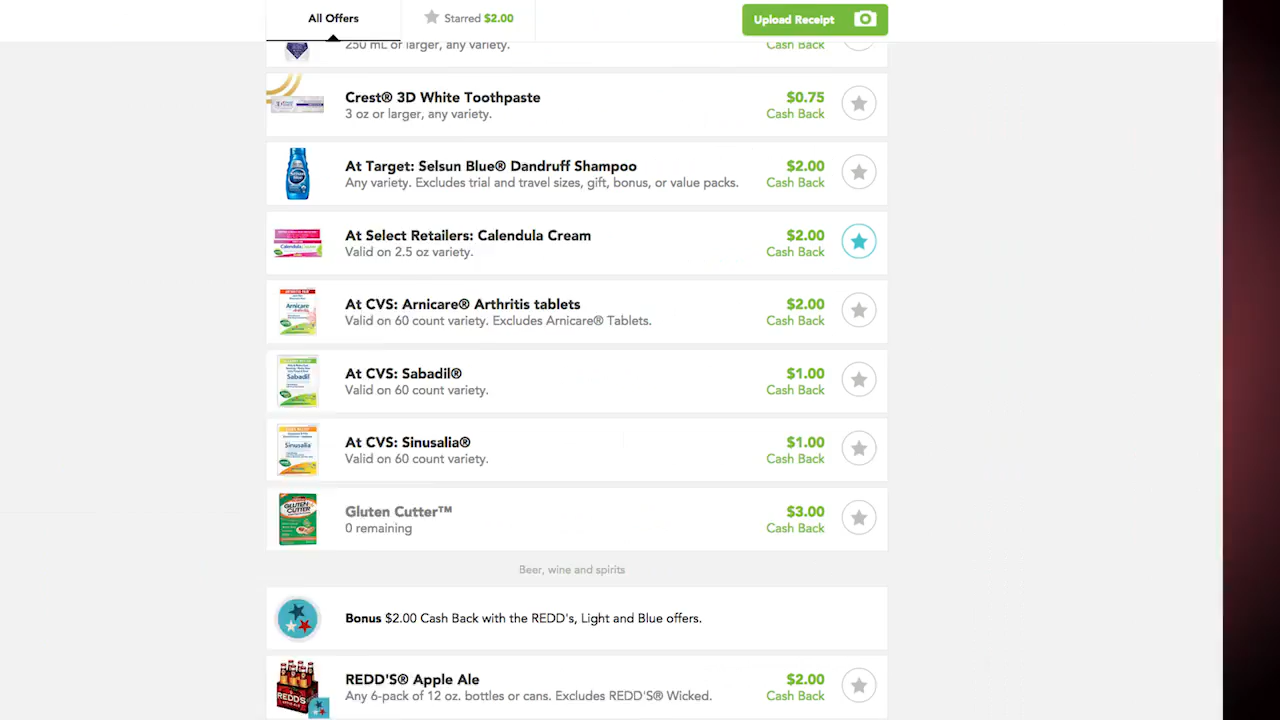 All Offers
Starred $2.00
Upload Receipt
250 mL or larger, any variety.
Cash Back
Crest® 3D White Toothpaste
$0.75
3 oz or larger, any variety.
Cash Back
At Target: Selsun Blue® Dandruff Shampoo
$2.00
Any variety. Excludes trial and travel sizes, gift, bonus, or value packs.
Cash Back
At Select Retailers: Calendula Cream
$2.00
Valid on 2.5 oz variety.
Cash Back
At CVS: Arnicare® Arthritis tablets
$2.00
Valid on 60 count variety. Excludes Arnicare® Tablets.
Cash Back
At CVS: Sabadil®
$1.00
Valid on 60 count variety.
Cash Back
At CVS: Sinusalia®
$1.00
Valid on 60 count variety.
Cash Back
Gluten Cutter™
$3.00
0 remaining
Cash Back
Beer, wine and spirits
Bonus $2.00 Cash Back with the REDD's, Light and Blue offers.
REDD'S® Apple Ale
$2.00
Any 6-pack of 12 oz. bottles or cans. Excludes REDD'S® Wicked.
Cash Back
Calendula
Arnicare
Sabadil
Sinusalia
GLUTEN CUTTER
REDD'S